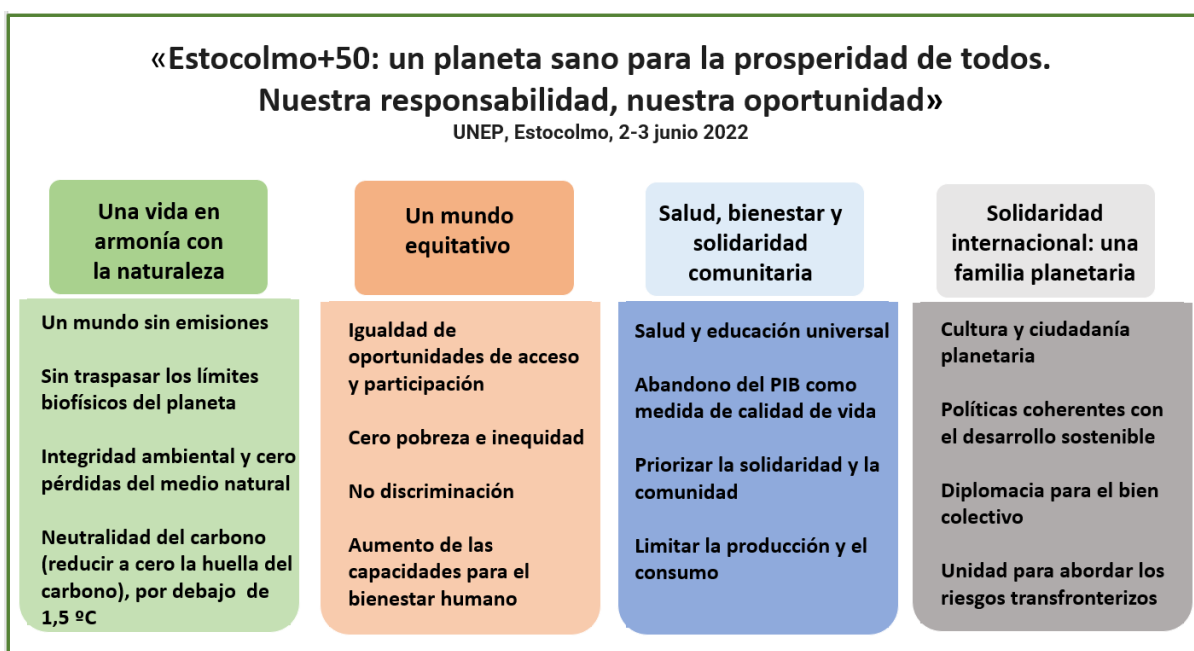 «Estocolmo+50: un planeta sano para la prosperidad de todos.
Nuestra responsabilidad, nuestra oportunidad»
UNEP, Estocolmo, 2-3 junio 2022
Una vida en
armonía con
la naturaleza
Un mundo sin emisiones
Sin traspasar los límites
biofísicos del planeta
Integridad ambiental y cero
pérdidas del medio natural
Neutralidad del carbono
(reducir a cero la huella del
carbono), por debajo de
1,5 ºC
Un mundo
equitativo
Igualdad de
oportunidades de acceso
y participación
Cero pobreza e inequidad
No discriminación
Aumento de las
capacidades para el
bienestar humano
Salud, bienestar y
solidaridad
comunitaria
Salud y educación universal
Abandono del PIB como
medida de calidad de vida
Priorizar la solidaridad y la
comunidad
Limitar la producción y el
consumo
Solidaridad
internacional: una
familia planetaria
Cultura y ciudadanía
planetaria
Políticas coherentes con
el desarrollo sostenible
Diplomacia para el bien
colectivo
Unidad para abordar los
riesgos transfronterizos